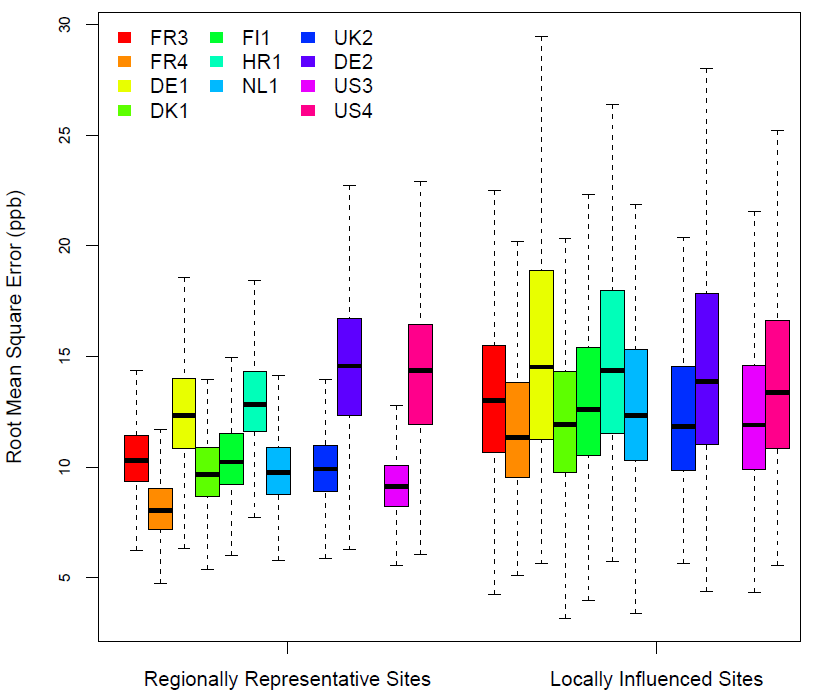 30
25
20
15
10
5
Root Mean Square Error (ppb)
FR3
FR4
DE1
DK1
FI1
HR1
NL1
UK2
DE2
US3
US4
Regionally Representative Sites
Locally Influenced Sites